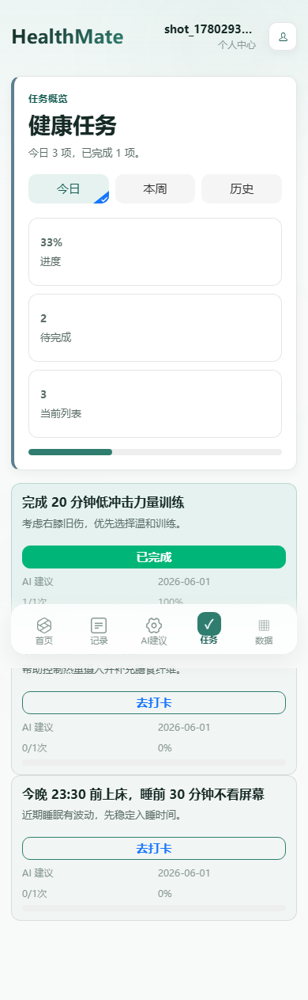 HealthMate
shot_1780293...
个人中心
任务概览
健康任务
今日 3 项，已完成 1 项。
今日
本周
历史
33%
进度
2
待完成
3
当前列表
完成 20 分钟低冲击力量训练
考虑右膝旧伤，优先选择温和训练。
已完成
AI 建议
2026-06-01
1/1次
100%
首页
记录
AI建议
任务
数据
帮助控制热量摄入并补充膳食纤维。
去打卡
AI 建议
2026-06-01
0/1次
0%
今晚 23:30 前上床，睡前 30 分钟不看屏幕
近期睡眠有波动，先稳定入睡时间。
去打卡
AI 建议
2026-06-01
0/1次
0%